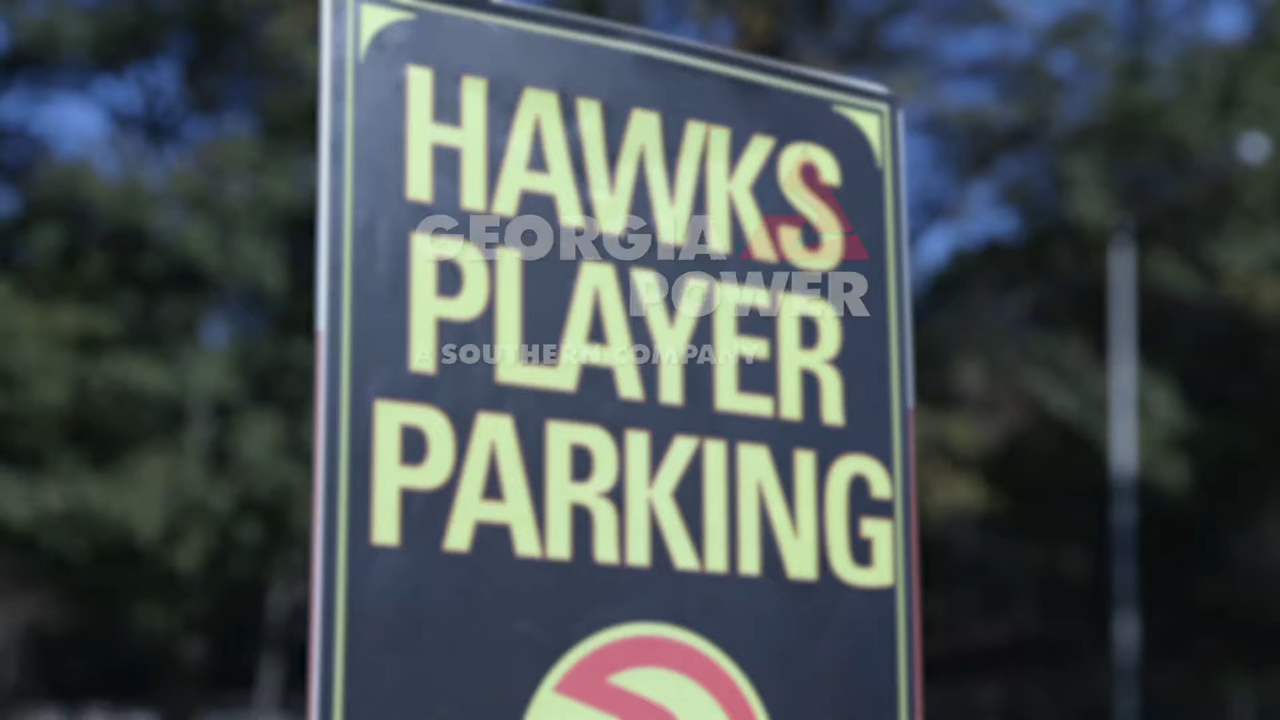 HAWKS
PLAYER
PARKING
GEORGIA
POWER
A SOUTHERN COMPANY